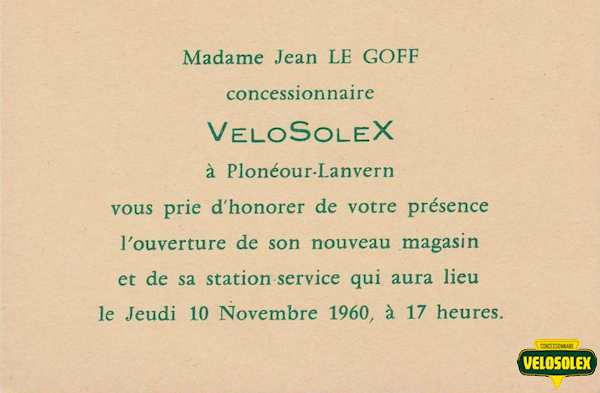 Madame Jean LE GOFF
concessionnaire
VELOSOLEX
à Plonéour-Lanvern
vous prie d'honorer de votre présence
l'ouverture de son nouveau magasin
et de sa station-service qui aura lieu
le Jeudi 10 Novembre 1960, à 17 heures.
CONCESSIONNAIRE
VELOSOLEX